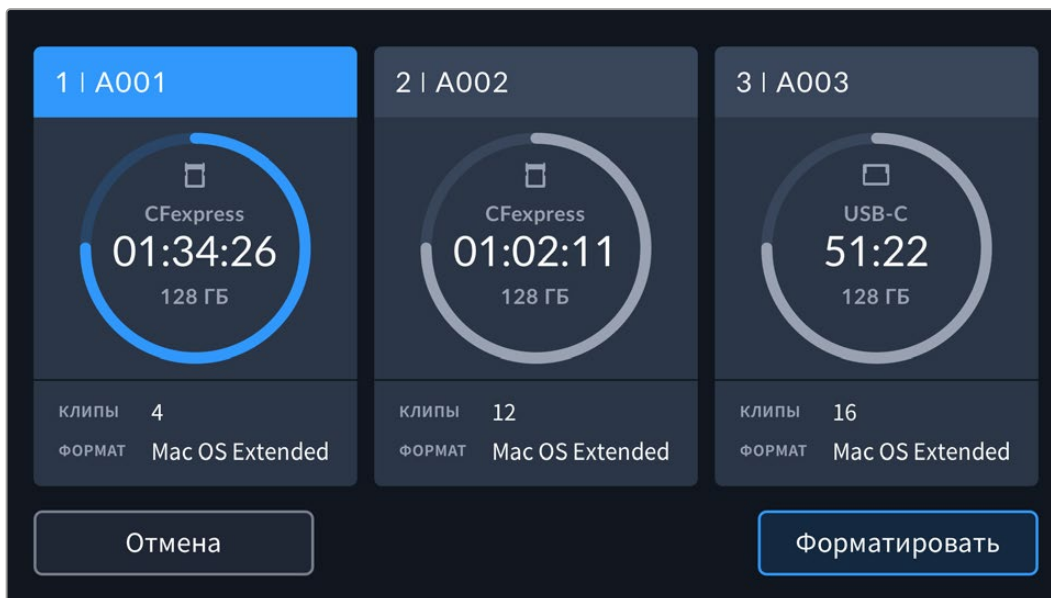 1 | A001
CFexpress
01:34:26
128 ГБ
КЛИПЫ 4
ФОРМАТ Mac OS Extended
2 | A002
CFexpress
01:02:11
128 ГБ
КЛИПЫ 12
ФОРМАТ Mac OS Extended
3 | A003
USB-C
51:22
128 ГБ
КЛИПЫ 16
ФОРМАТ Mac OS Extended
Отмена
Форматировать